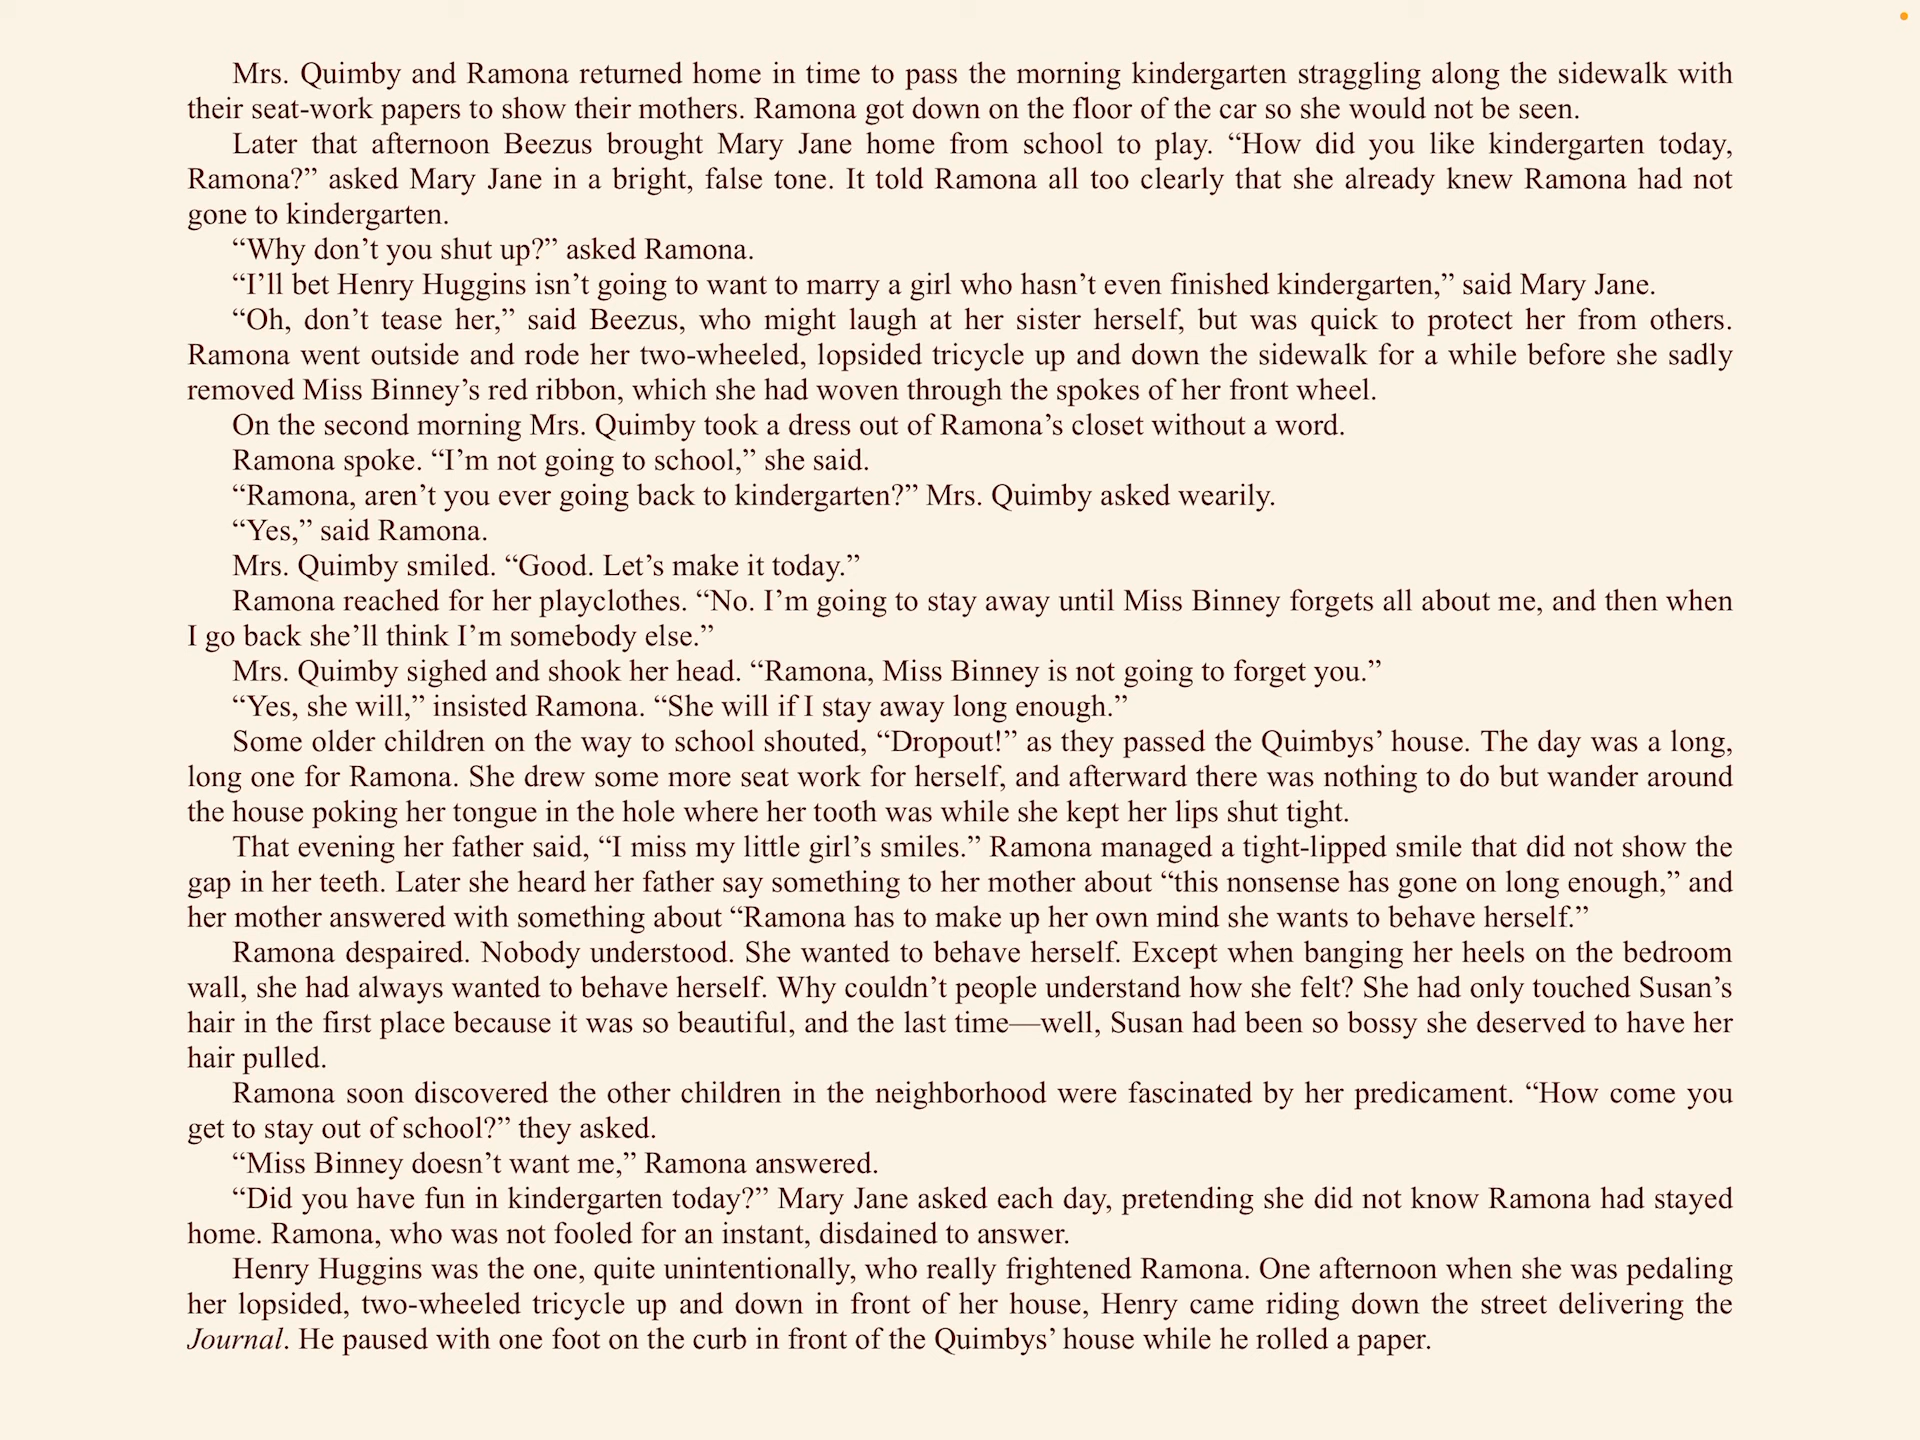 Mrs. Quimby and Ramona returned home in time to pass the morning kindergarten straggling along the sidewalk with
their seat-work papers to show their mothers. Ramona got down on the floor of the car so she would not be seen.
Later that afternoon Beezus brought Mary Jane home from school to play. “How did you like kindergarten today,
Ramona?” asked Mary Jane in a bright, false tone. It told Ramona all too clearly that she already knew Ramona had not
gone to kindergarten.
“Why don’t you shut up?” asked Ramona.
“I’ll bet Henry Huggins isn’t going to want to marry a girl who hasn’t even finished kindergarten,” said Mary Jane.
“Oh, don’t tease her,” said Beezus, who might laugh at her sister herself, but was quick to protect her from others.
Ramona went outside and rode her two-wheeled, lopsided tricycle up and down the sidewalk for a while before she sadly
removed Miss Binney’s red ribbon, which she had woven through the spokes of her front wheel.
On the second morning Mrs. Quimby took a dress out of Ramona’s closet without a word.
Ramona spoke. “I’m not going to school,” she said.
“Ramona, aren’t you ever going back to kindergarten?” Mrs. Quimby asked wearily.
“Yes,” said Ramona.
Mrs. Quimby smiled. “Good. Let’s make it today.”
Ramona reached for her playclothes. “No. I’m going to stay away until Miss Binney forgets all about me, and then when
I go back she’ll think I’m somebody else.”
Mrs. Quimby sighed and shook her head. “Ramona, Miss Binney is not going to forget you.”
“Yes, she will,” insisted Ramona. “She will if I stay away long enough.”
Some older children on the way to school shouted, “Dropout!” as they passed the Quimbys’ house. The day was a long,
long one for Ramona. She drew some more seat work for herself, and afterward there was nothing to do but wander around
the house poking her tongue in the hole where her tooth was while she kept her lips shut tight.
That evening her father said, “I miss my little girl’s smiles.” Ramona managed a tight-lipped smile that did not show the
gap in her teeth. Later she heard her father say something to her mother about “this nonsense has gone on long enough,” and
her mother answered with something about “Ramona has to make up her own mind she wants to behave herself.”
Ramona despaired. Nobody understood. She wanted to behave herself. Except when banging her heels on the bedroom
wall, she had always wanted to behave herself. Why couldn’t people understand how she felt? She had only touched Susan’s
hair in the first place because it was so beautiful, and the last time—well, Susan had been so bossy she deserved to have her
hair pulled.
Ramona soon discovered the other children in the neighborhood were fascinated by her predicament. “How come you
get to stay out of school?” they asked.
“Miss Binney doesn’t want me,” Ramona answered.
“Did you have fun in kindergarten today?” Mary Jane asked each day, pretending she did not know Ramona had stayed
home. Ramona, who was not fooled for an instant, disdained to answer.
Henry Huggins was the one, quite unintentionally, who really frightened Ramona. One afternoon when she was pedaling
her lopsided, two-wheeled tricycle up and down in front of her house, Henry came riding down the street delivering the
Journal. He paused with one foot on the curb in front of the Quimbys’ house while he rolled a paper.